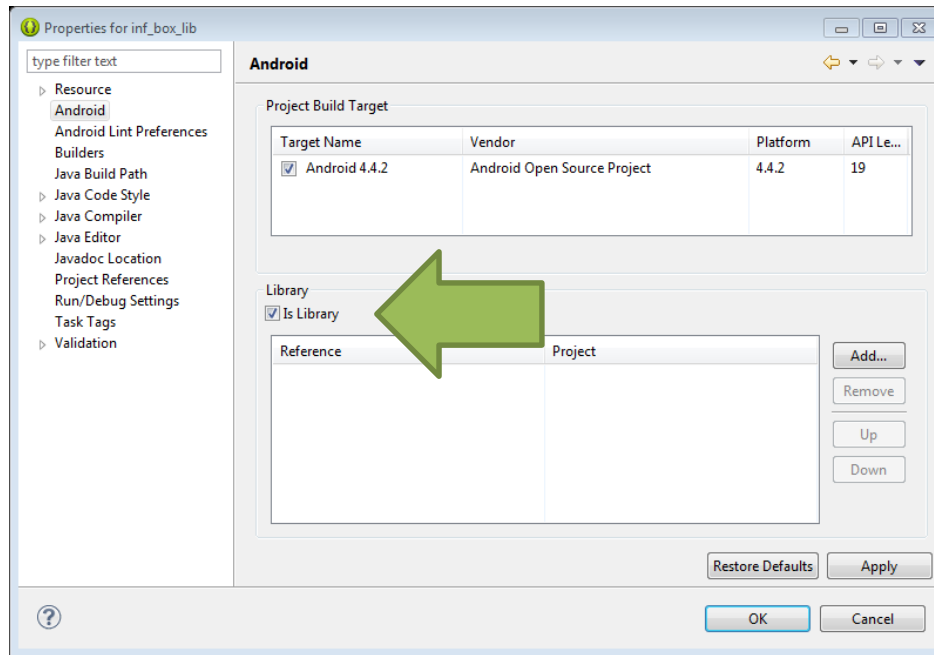 Properties for inf_box_lib
type filter text
Resource
Android
Android Lint Preferences
Builders
Java Build Path
Java Code Style
Java Compiler
Java Editor
Javadoc Location
Project References
Run/Debug Settings
Task Tags
Validation
Android
Project Build Target
Target Name Vendor Platform API Le...
Android 4.4.2 Android Open Source Project 4.4.2 19
Library
Is Library
Reference Project
Add...
Remove
Up
Down
Restore Defaults Apply
? OK Cancel